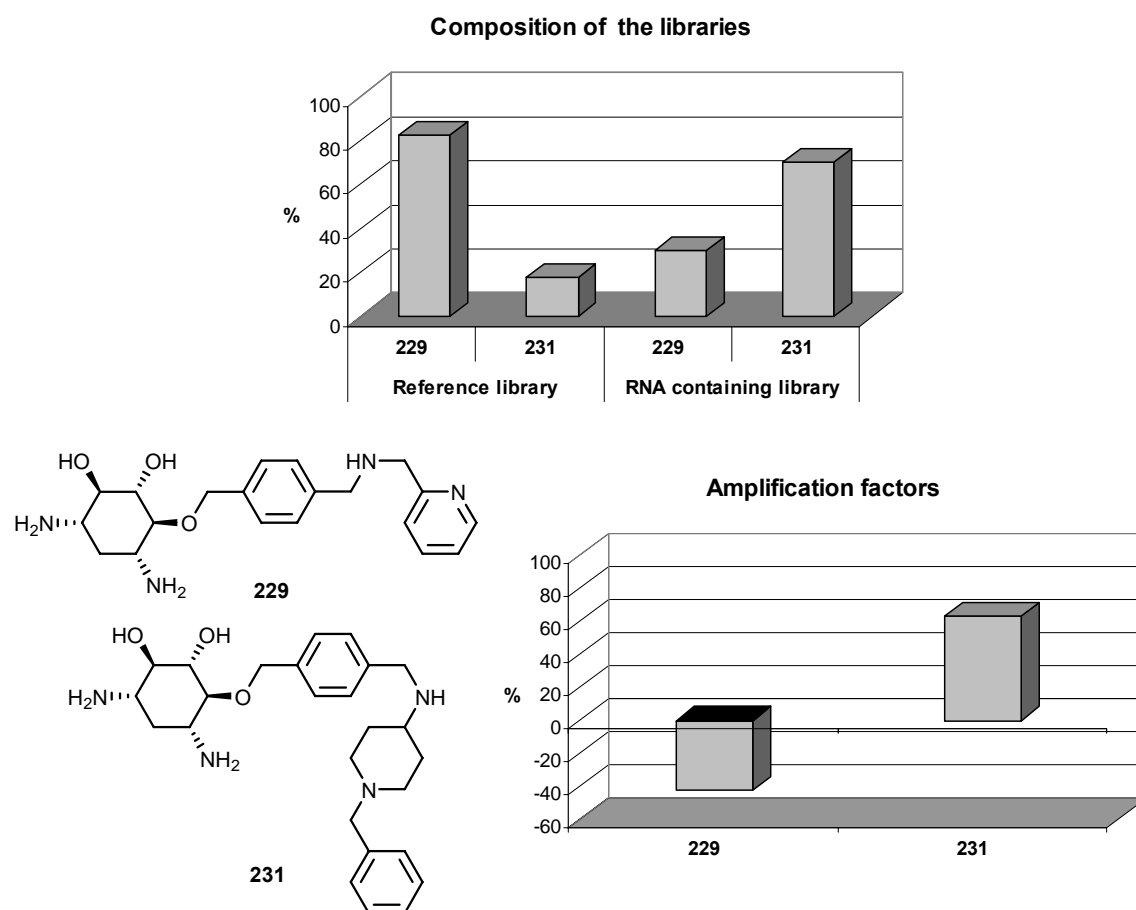 Composition of the libraries
100
80
60
40
20
0
%
229 231 229 231
Reference library RNA containing library
HO OH HN N
H2N O
NH2
229
HO OH
H2N O NH
NH2
N
231
Amplification factors
100
80
60
40
20
0
-20
-40
-60
%
229 231